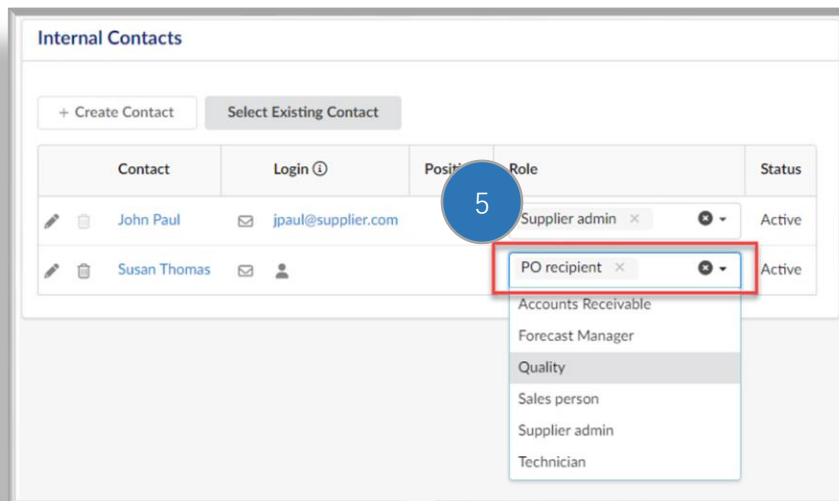 Internal Contacts
+ Create Contact Select Existing Contact
Contact Login Role Status
5
John Paul jpaul@supplier.com Supplier admin × Active
Susan Thomas PO recipient × Active
Accounts Receivable
Forecast Manager
Quality
Sales person
Supplier admin
Technician